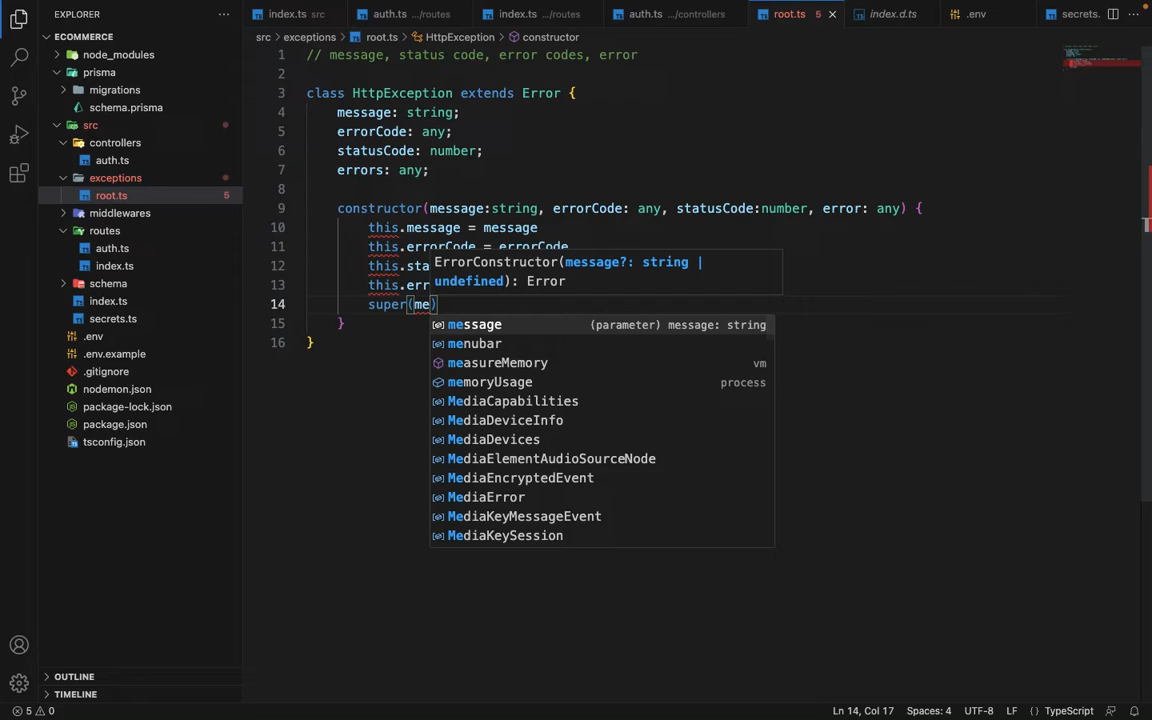 EXPLORER
···
index.ts src
auth.ts .../routes
index.ts .../routes
auth.ts .../controllers
root.ts 5
index.d.ts
.env
secrets.
···
ECOMMERCE
node_modules
prisma
migrations
schema.prisma
src
controllers
auth.ts
exceptions
root.ts 5
middlewares
routes
auth.ts
index.ts
schema
index.ts
secrets.ts
.env
.env.example
.gitignore
nodemon.json
package-lock.json
package.json
tsconfig.json
OUTLINE
TIMELINE
src > exceptions > root.ts > HttpException > constructor
1 // message, status code, error codes, error
2
3 class HttpException extends Error {
4 message: string;
5 errorCode: any;
6 statusCode: number;
7 errors: any;
8
9 constructor(message:string, errorCode: any, statusCode:number, error: any) {
10 this.message = message
11 this.errorCode = errorCode
12 this.sta
13 this.err
14 super(me)
15 }
16 }
ErrorConstructor(message?: string |
undefined): Error
message (parameter) message: string
menubar
measureMemory vm
memoryUsage process
MediaCapabilities
MediaDeviceInfo
MediaDevices
MediaElementAudioSourceNode
MediaEncryptedEvent
MediaError
MediaKeyMessageEvent
MediaKeySession
5 0
Ln 14, Col 17 Spaces: 4 UTF-8 LF {} TypeScript